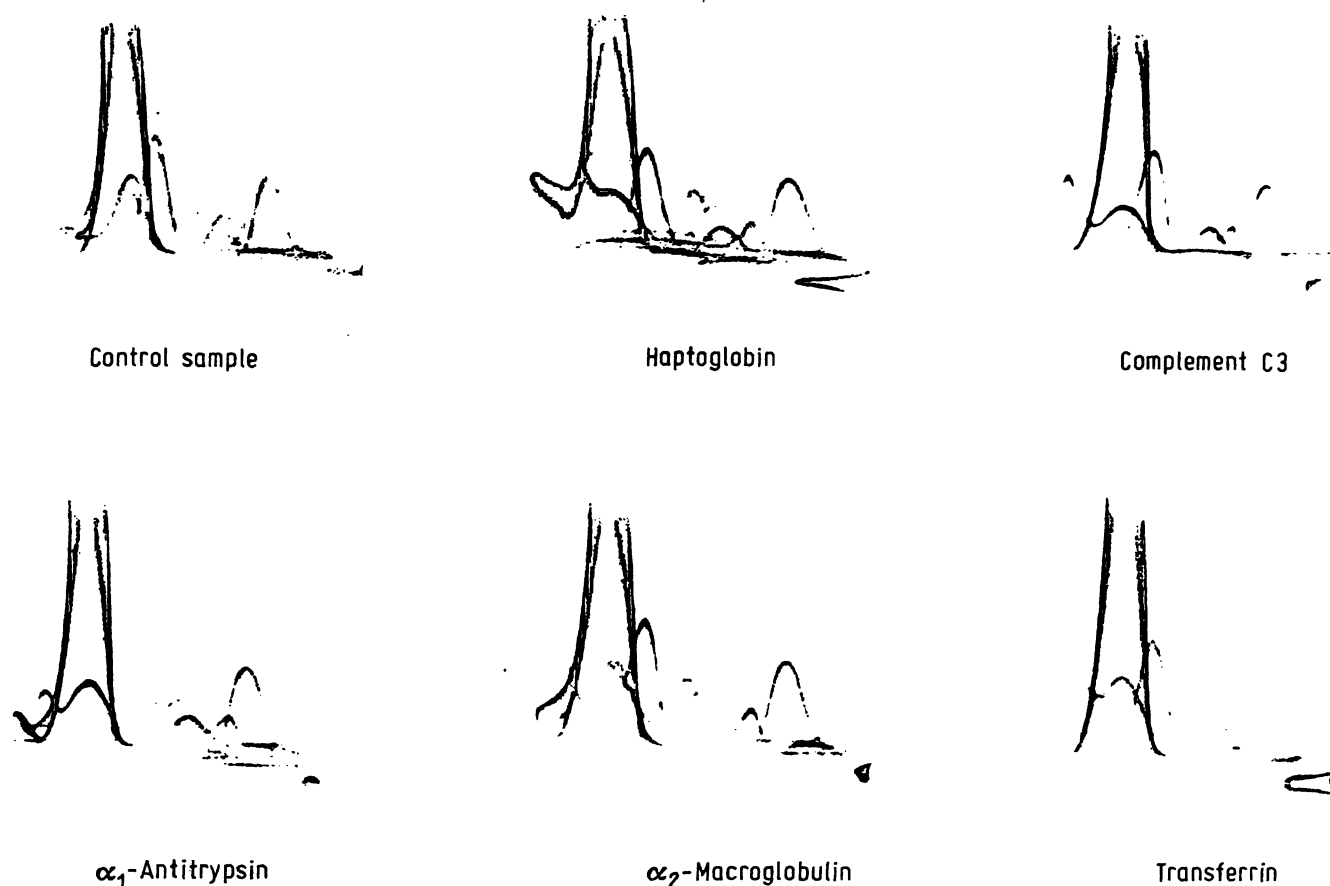 Control sample
Haptoglobin
Complement C3
α₁-Antitrypsin
α₂-Macroglobulin
Transferrin